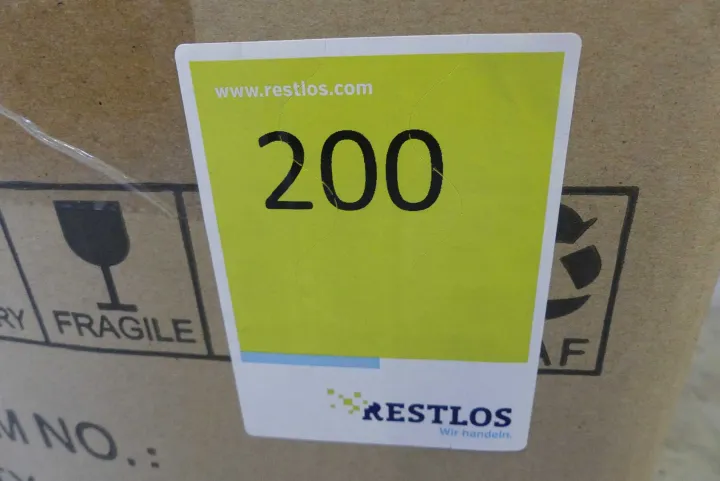 www.restlos.com
200
RY
FRAGILE
AF
RESTLOS
Wir handeln.
M NO.: